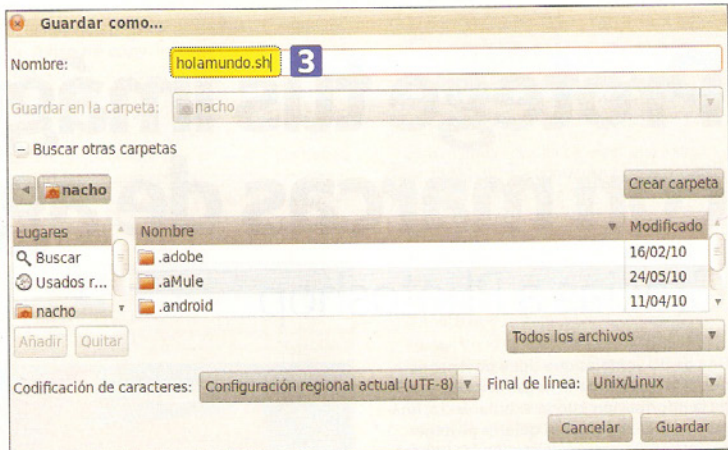 Guardar como...
Nombre: holamundo.sh 3
Guardar en la carpeta: nacho
− Buscar otras carpetas
nacho
Crear carpeta
Lugares Nombre Modificado
Buscar .adobe 16/02/10
Usados r... .aMule 24/05/10
nacho .android 11/04/10
Añadir Quitar Todos los archivos
Codificación de caracteres: Configuración regional actual (UTF-8) Final de línea: Unix/Linux
Cancelar Guardar